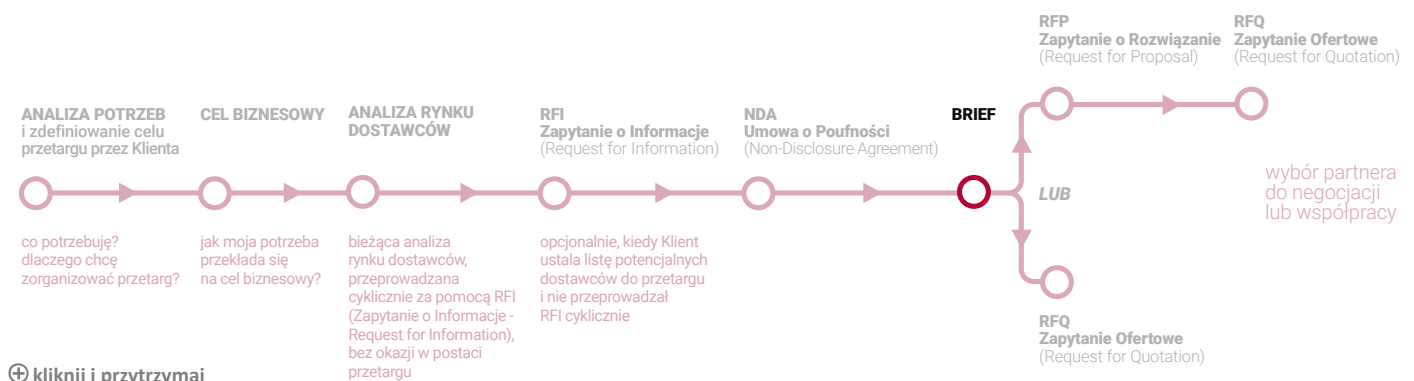 ANALIZA POTRZEB
i zdefiniowanie celu
przetargu przez Klienta
co potrzebuję?
dlaczego chcę
zorganizować przetarg?
CEL BIZNESOWY
jak moja potrzeba
przekłada się
na cel biznesowy?
ANALIZA RYNKU
DOSTAWCÓW
bieżąca analiza
rynku dostawców,
przeprowadzana
cyklicznie za pomocą RFI
(Zapytanie o Informacje -
Request for Information),
bez okazji w postaci
przetargu
RFI
Zapytanie o Informacje
(Request for Information)
opcjonalnie, kiedy Klient
ustala listę potencjalnych
dostawców do przetargu
i nie przeprowadzał
RFI cyklicznie
NDA
Umowa o Poufności
(Non-Disclosure Agreement)
BRIEF
RFP
Zapytanie o Rozwiązanie
(Request for Proposal)
RFQ
Zapytanie Ofertowe
(Request for Quotation)
LUB
wybór partnera
do negocjacji
lub współpracy
RFQ
Zapytanie Ofertowe
(Request for Quotation)
kliknij i przytrzymaj